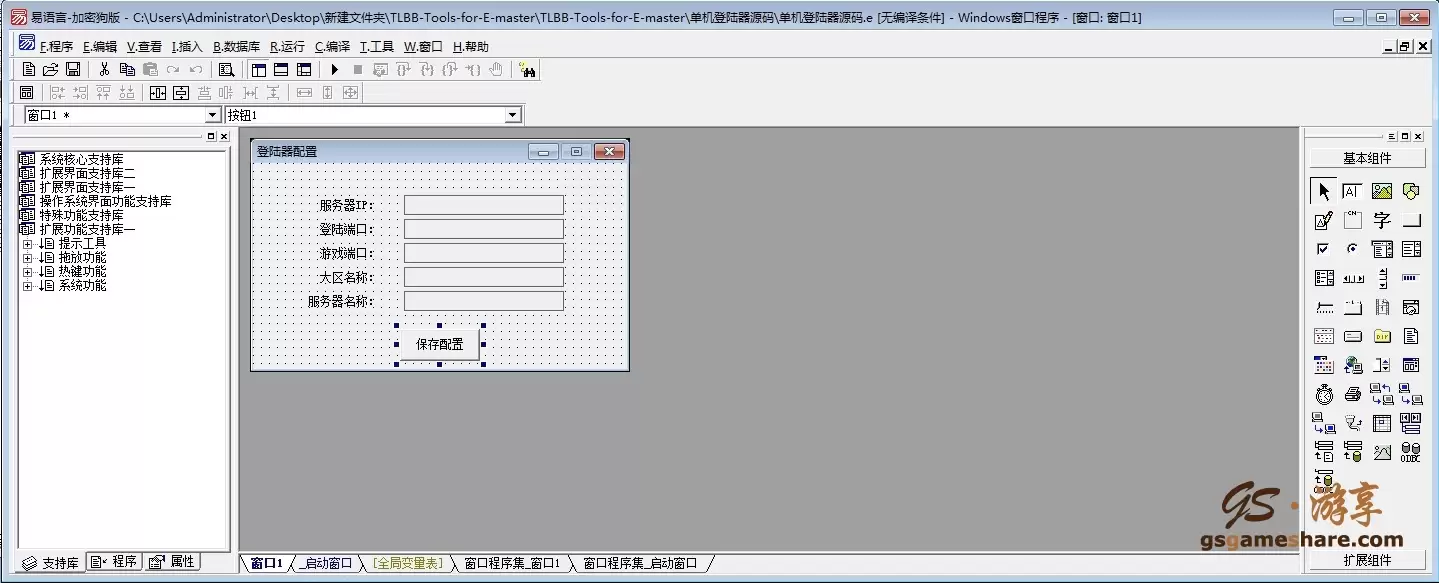 易语言-加密狗版 - C:\Users\Administrator\Desktop\新建文件夹\TLBB-Tools-for-E-master\TLBB-Tools-for-E-master\单机登陆器源码\单机登陆器源码.e [无编译条件] - Windows窗口程序 - [窗口: 窗口1]
F.程序 E.编辑 V.查看 I.插入 B.数据库 R.运行 C.编译 T.工具 W.窗口 H.帮助
窗口1 * 按钮1
系统核心支持库
扩展界面支持库二
扩展界面支持库一
操作系统界面功能支持库
特殊功能支持库
扩展功能支持库一
提示工具
拖放功能
热键功能
系统功能
登陆器配置
服务器IP:
登陆端口:
游戏端口:
大区名称:
服务器名称:
保存配置
基本组件
字
ODBC
GS·游享
gsgameshare.com
扩展组件
支持库 程序 属性
窗口1 _启动窗口 [全局变量表] 窗口程序集_窗口1 窗口程序集_启动窗口